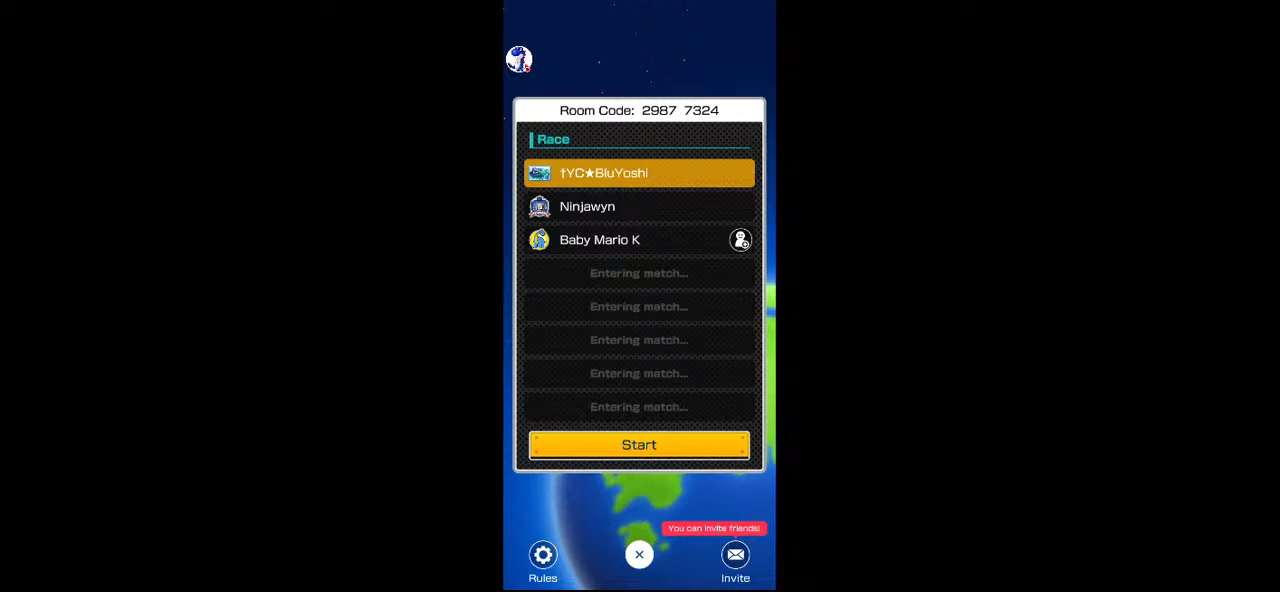 Room Code: 2987 7324
Race
†YC★BluYoshi
Ninjawyn
Baby Mario K
Entering match...
Entering match...
Entering match...
Entering match...
Entering match...
Start
You can invite friends!
Rules
Invite